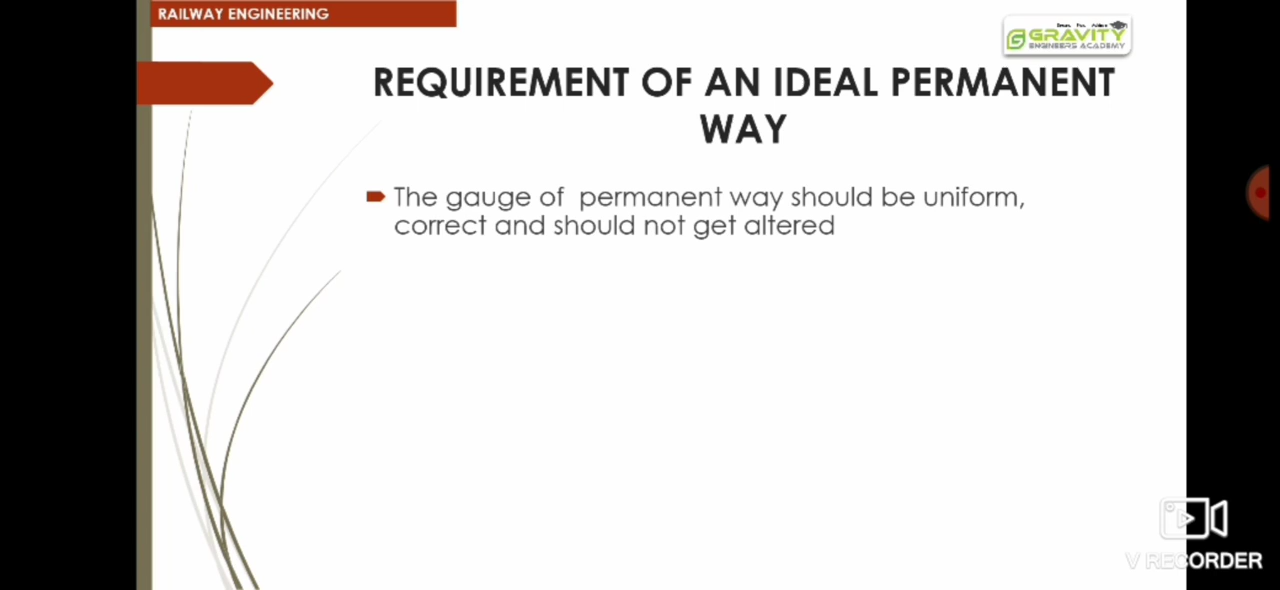 RAILWAY ENGINEERING
GRAVITY
ENGINEERS ACADEMY
REQUIREMENT OF AN IDEAL PERMANENT
WAY
The gauge of permanent way should be uniform,
correct and should not get altered
V RECORDER